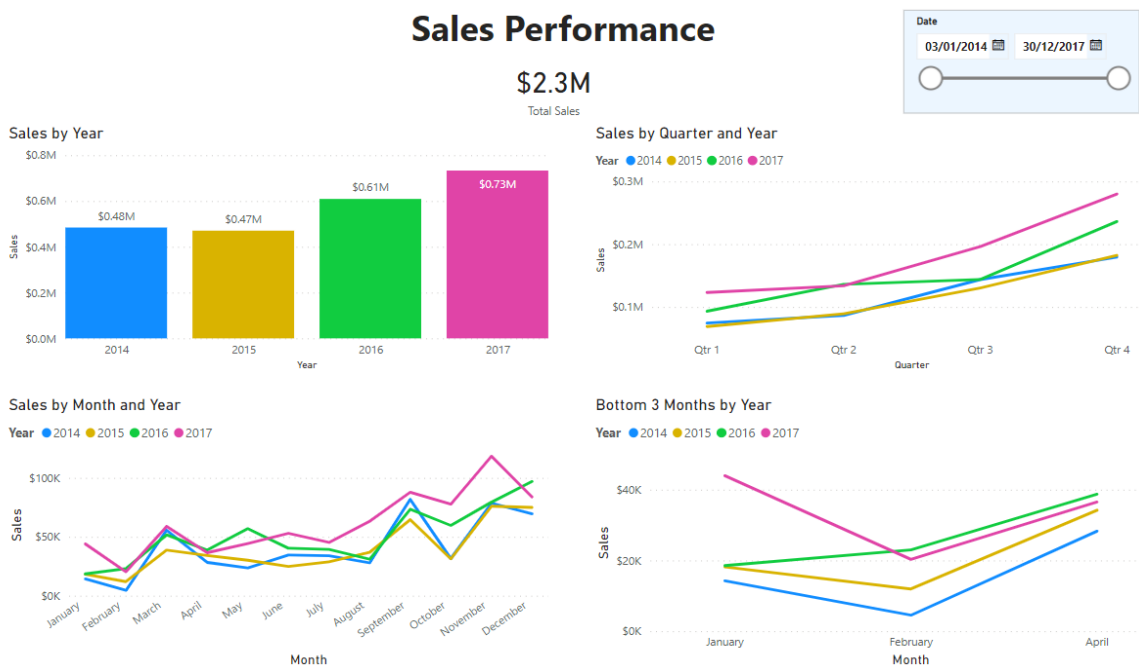 Sales Performance
Date
03/01/2014 30/12/2017
$2.3M
Total Sales
Sales by Year
$0.8M
$0.6M
$0.4M
$0.2M
$0.0M
Sales
$0.48M
$0.47M
$0.61M
$0.73M
2014 2015 2016 2017
Year
Sales by Quarter and Year
Year 2014 2015 2016 2017
$0.3M
$0.2M
$0.1M
Sales
Qtr 1 Qtr 2 Qtr 3 Qtr 4
Quarter
Sales by Month and Year
Year 2014 2015 2016 2017
$100K
$50K
$0K
Sales
January February March April May June July August September October November December
Month
Bottom 3 Months by Year
Year 2014 2015 2016 2017
$40K
$20K
$0K
Sales
January February April
Month